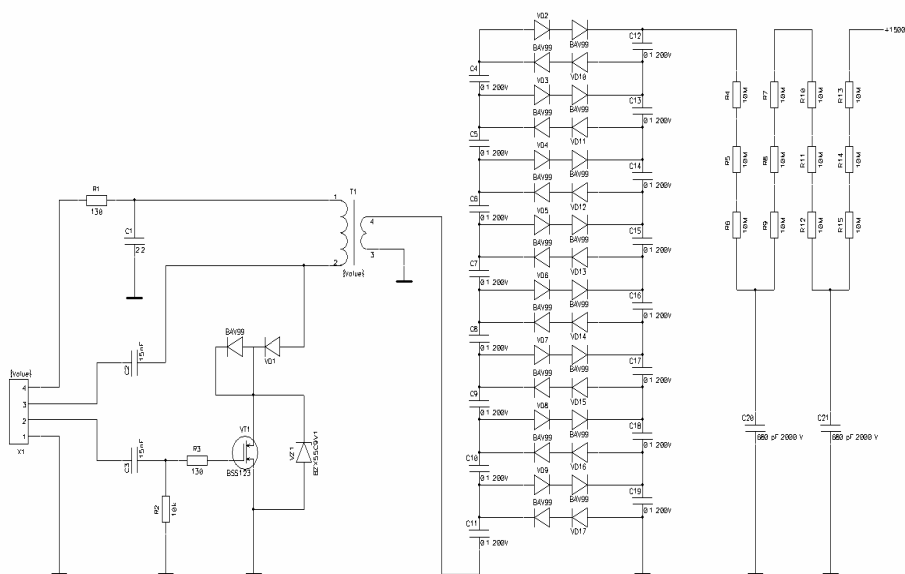 VD2
BAV99
C12
0.1 200V
+1500
BAV99
VD10
C4
0.1 200V
VD3
BAV99
C13
0.1 200V
R4
10M
R7
10M
R10
10M
R13
10M
BAV99
VD11
C5
0.1 200V
VD4
BAV99
C14
0.1 200V
R5
10M
R8
10M
R11
10M
R14
10M
BAV99
VD12
C6
0.1 200V
VD5
BAV99
C15
0.1 200V
R6
10M
R9
10M
R12
10M
R15
10M
BAV99
VD13
C7
0.1 200V
VD6
BAV99
C16
0.1 200V
BAV99
VD14
C8
0.1 200V
VD7
BAV99
C17
0.1 200V
BAV99
VD15
C9
0.1 200V
VD8
BAV99
C18
0.1 200V
BAV99
VD16
C10
0.1 200V
VD9
BAV99
C19
0.1 200V
BAV99
VD17
C11
0.1 200V
C20
680 pF 2000 V
C21
680 pF 2000 V
R1
130
C1
22
T1
1
2
4
3
{Value}
BAV99
VD1
C2
15nF
{Value}
4
3
2
1
X1
C3
15nF
R3
130
R2
10k
VT1
BSS123
VZ1
BZV55C9V1